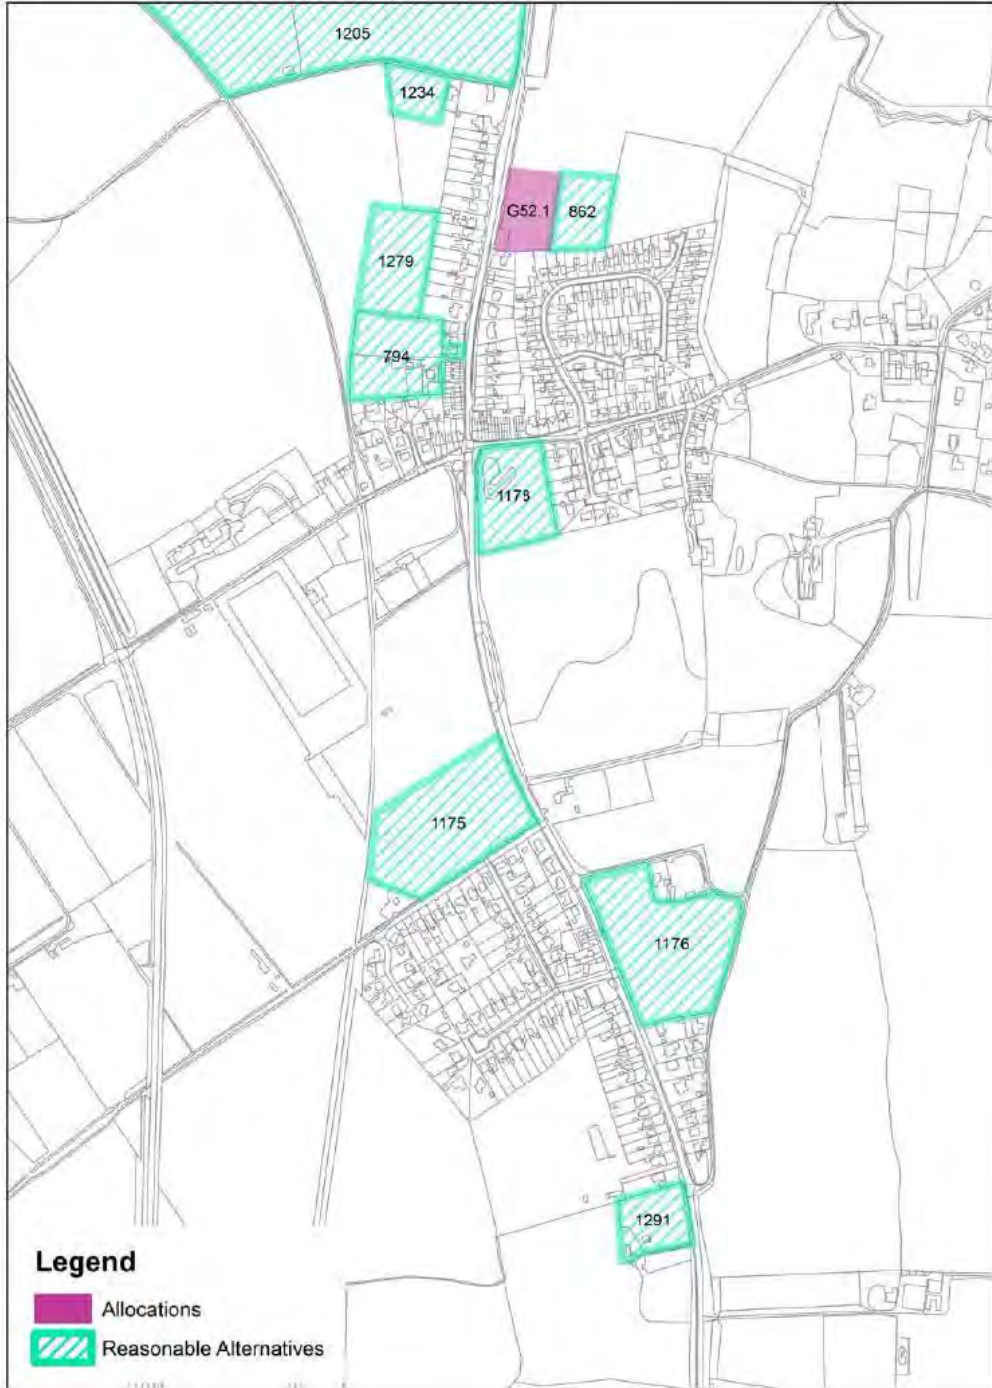 1205
1234
G52.1 862
1279
794
1178
1175
1176
1291
Legend
Allocations
Reasonable Alternatives